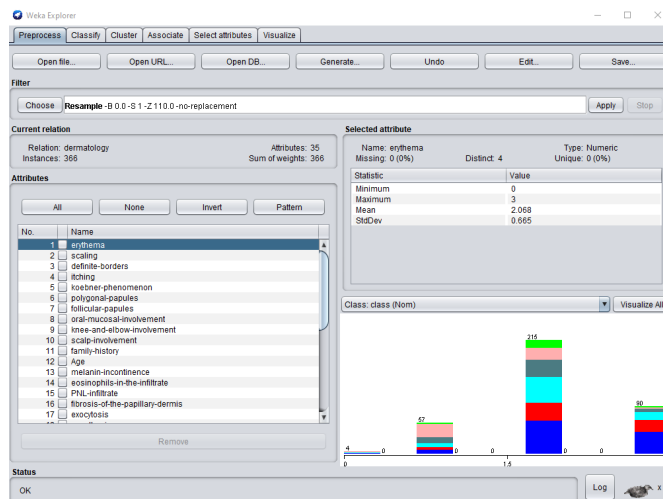 Weka Explorer
Preprocess Classify Cluster Associate Select attributes Visualize
Open file... Open URL... Open DB... Generate... Undo Edit... Save...
Filter
Choose Resample -B 0.0 -S 1 -Z 110.0 -no-replacement Apply Stop
Current relation
Relation: dermatology Attributes: 35
Instances: 366 Sum of weights: 366
Attributes
All None Invert Pattern
No. Name
1 erythema
2 scaling
3 definite-borders
4 itching
5 koebner-phenomenon
6 polygonal-papules
7 follicular-papules
8 oral-mucosal-involvement
9 knee-and-elbow-involvement
10 scalp-involvement
11 family-history
12 Age
13 melanin-incontinence
14 eosinophils-in-the-infiltrate
15 PNL-infiltrate
16 fibrosis-of-the-papillary-dermis
17 exocytosis
Remove
Selected attribute
Name: erythema Type: Numeric
Missing: 0 (0%) Distinct: 4 Unique: 0 (0%)
Statistic Value
Minimum 0
Maximum 3
Mean 2.068
StdDev 0.665
Class: class (Nom) Visualize All
215
90
57
4 0 0 0 0 0
0 1.5
Status
OK
Log x